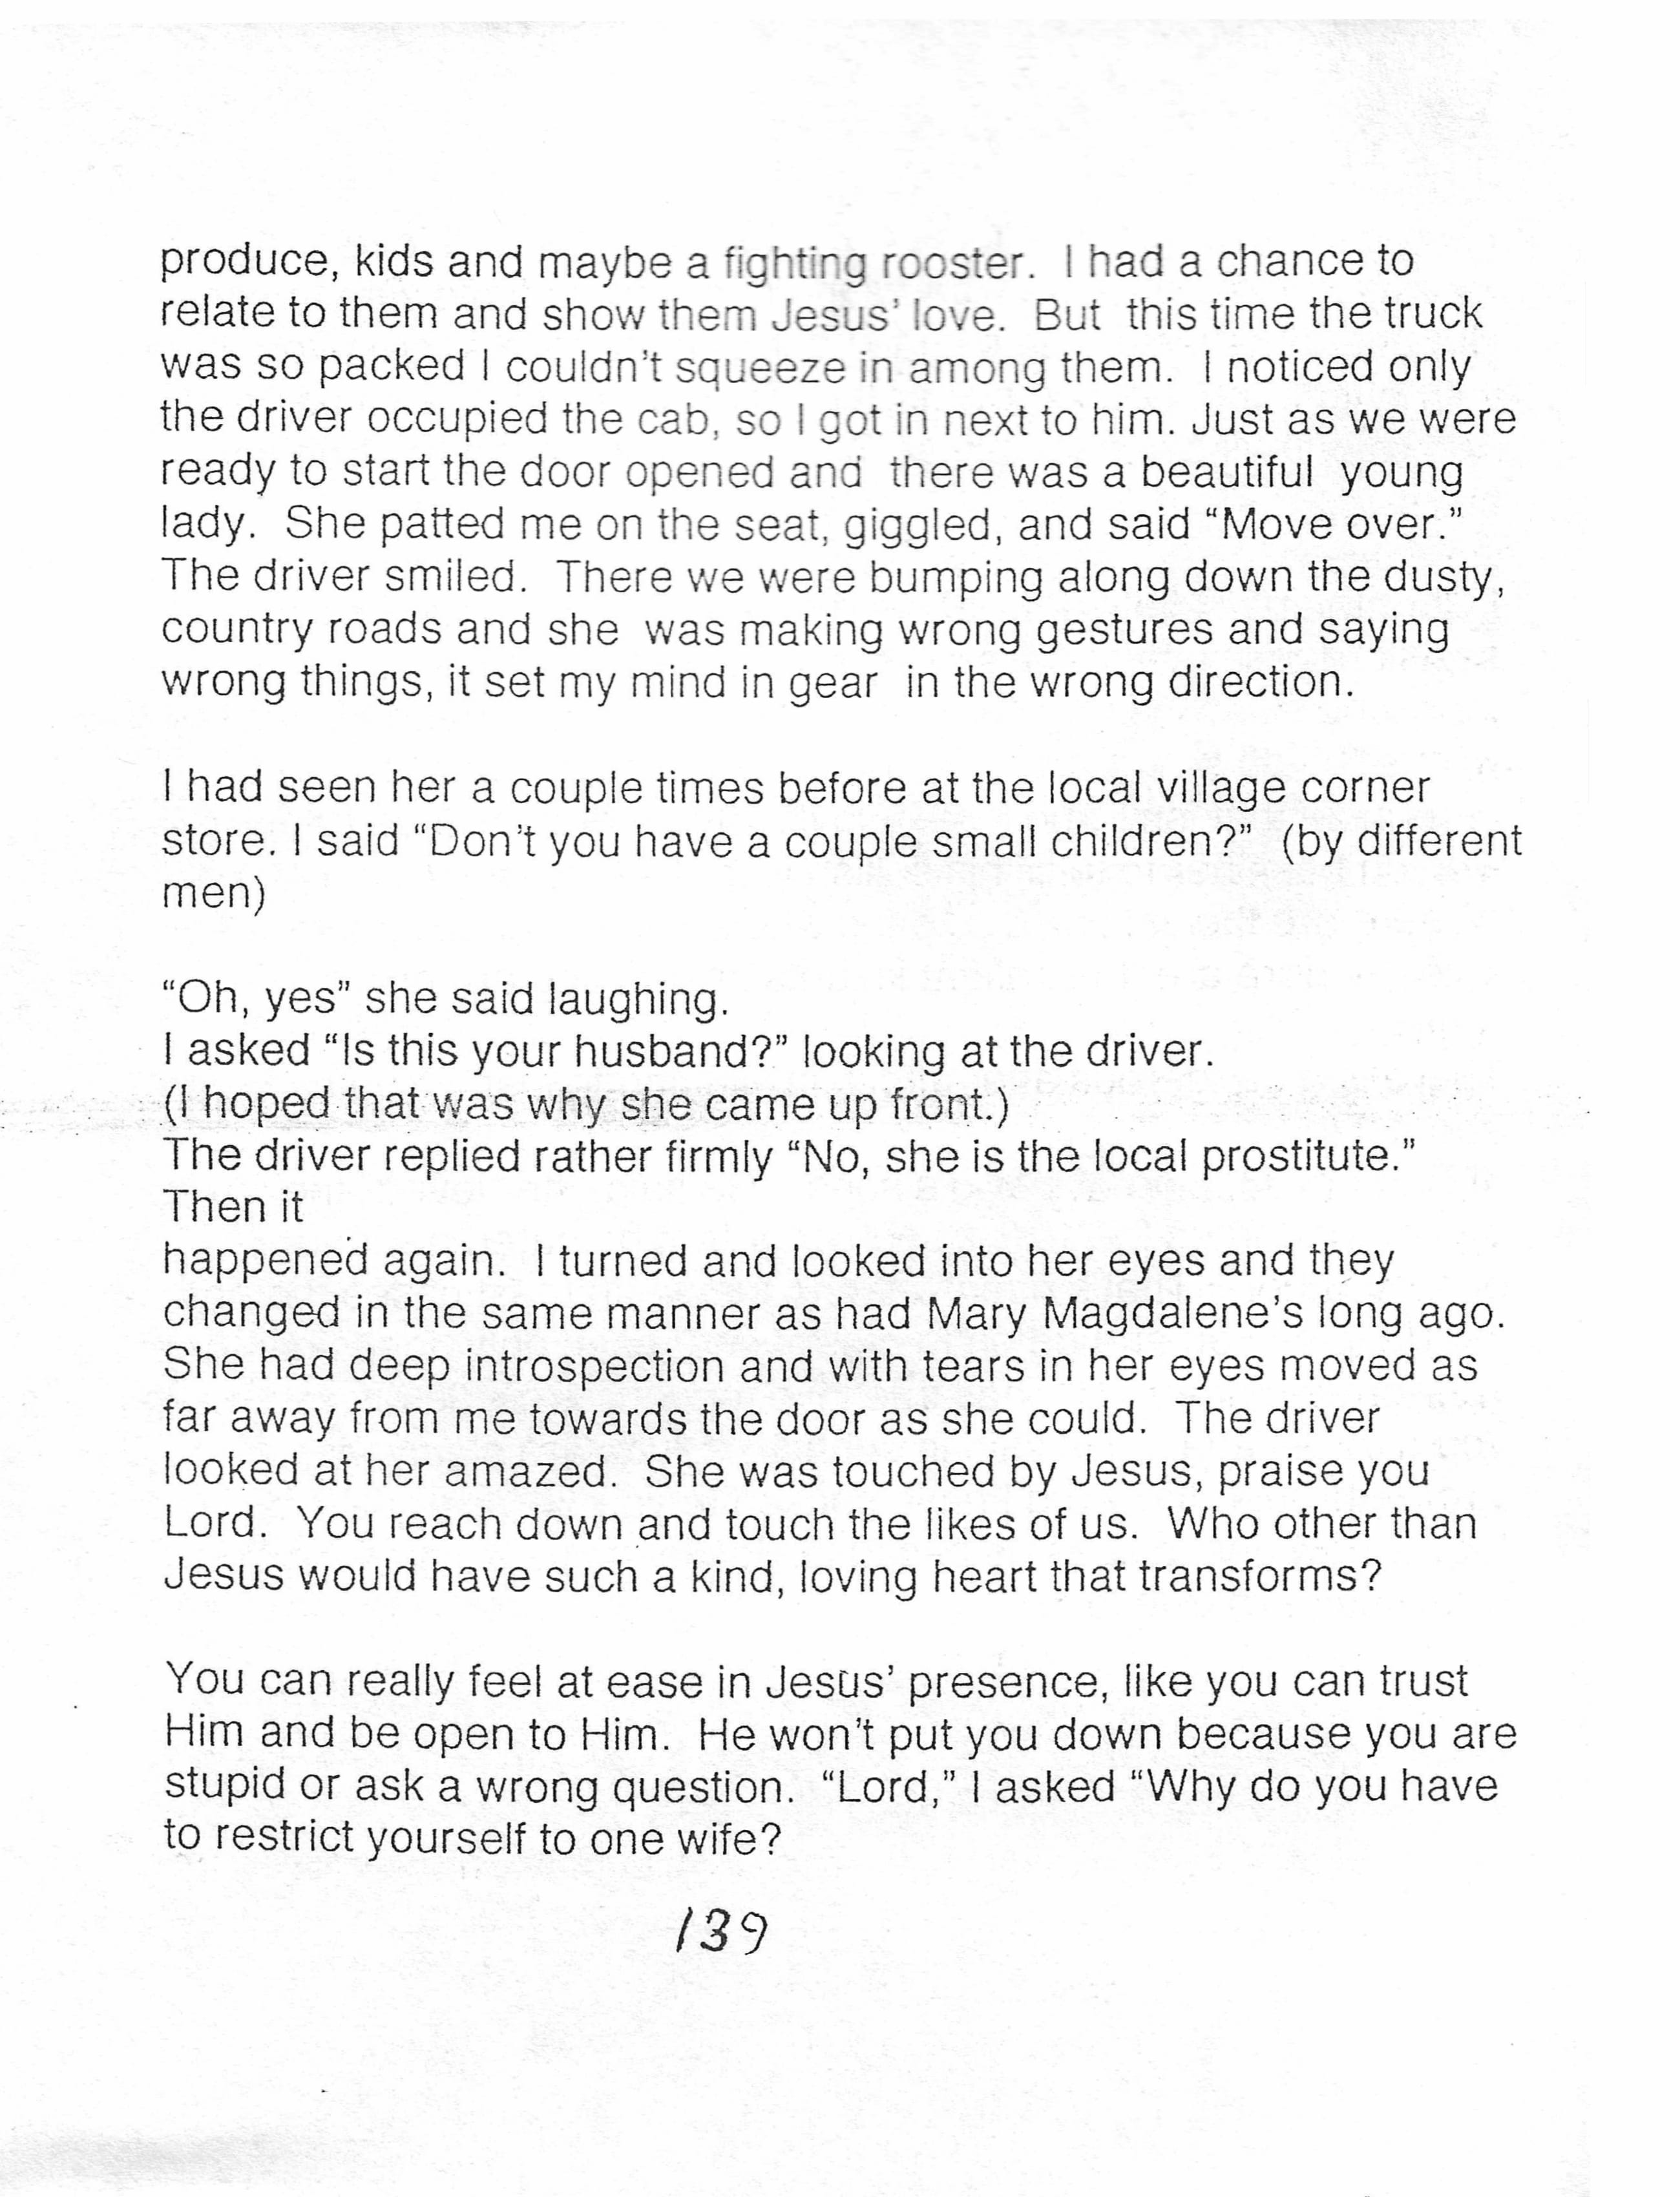 produce, kids and maybe a fighting rooster.  I had a chance to
relate to them and show them Jesus’ love.  But  this time the truck
was so packed I couldn’t squeeze in among them.  I noticed only
the driver occupied the cab, so I got in next to him. Just as we were
ready to start the door opened and  there was a beautiful  young
lady.  She patted me on the seat, giggled, and said “Move over.”
The driver smiled.  There we were bumping along down the dusty,
country roads and she  was making wrong gestures and saying
wrong things, it set my mind in gear  in the wrong direction.

I had seen her a couple times before at the local village corner
store. I said “Don’t you have a couple small children?”  (by different
men)

“Oh, yes” she said laughing.
I asked “Is this your husband?” looking at the driver.
(I hoped that was why she came up front.)
The driver replied rather firmly “No, she is the local prostitute.”
Then it
happened again.  I turned and looked into her eyes and they
changed in the same manner as had Mary Magdalene’s long ago.
She had deep introspection and with tears in her eyes moved as
far away from me towards the door as she could.  The driver
looked at her amazed.  She was touched by Jesus, praise you
Lord.  You reach down and touch the likes of us.  Who other than
Jesus would have such a kind, loving heart that transforms?

You can really feel at ease in Jesus’ presence, like you can trust
Him and be open to Him.  He won’t put you down because you are
stupid or ask a wrong question.  “Lord,” I asked “Why do you have
to restrict yourself to one wife?

139